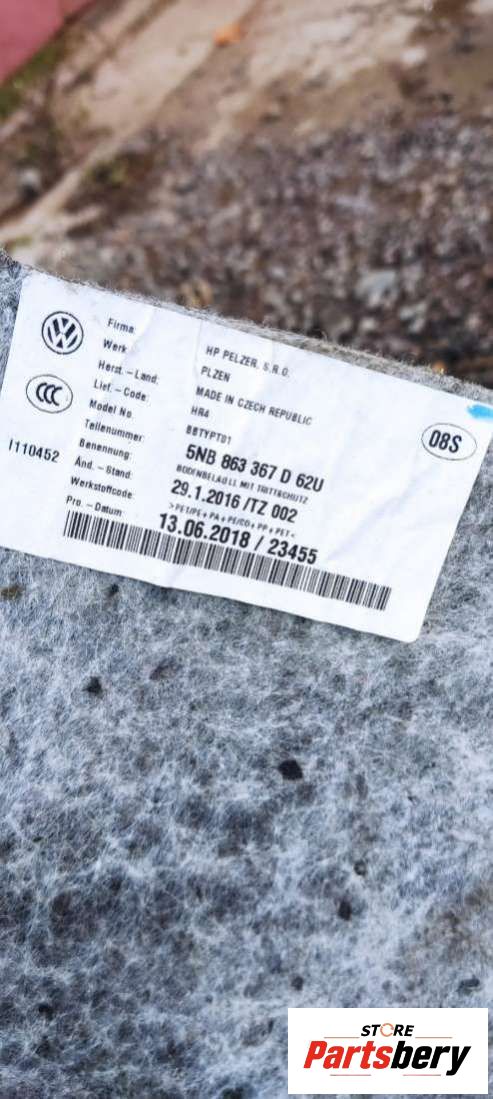 Firma HP PELZER, S.R.O.
Werk PLZEN
Herst.-Land: MADE IN CZECH REPUBLIC
Lief.-Code: HR4
Model No. BBTYPT01
Teilenummer: 5NB 863 367 D 62U
Benennung: BODENBELAG LL MIT TRITTSCHUTZ
Änd.-Stand: 29.1.2016 /TZ 002
Werkstoffcode: >PET/PE+PA+PE/CO+PP+PET<
Pro.-Datum: 13.06.2018 / 23455
VW
CCC
I110452
08S
STORE
Partsbery